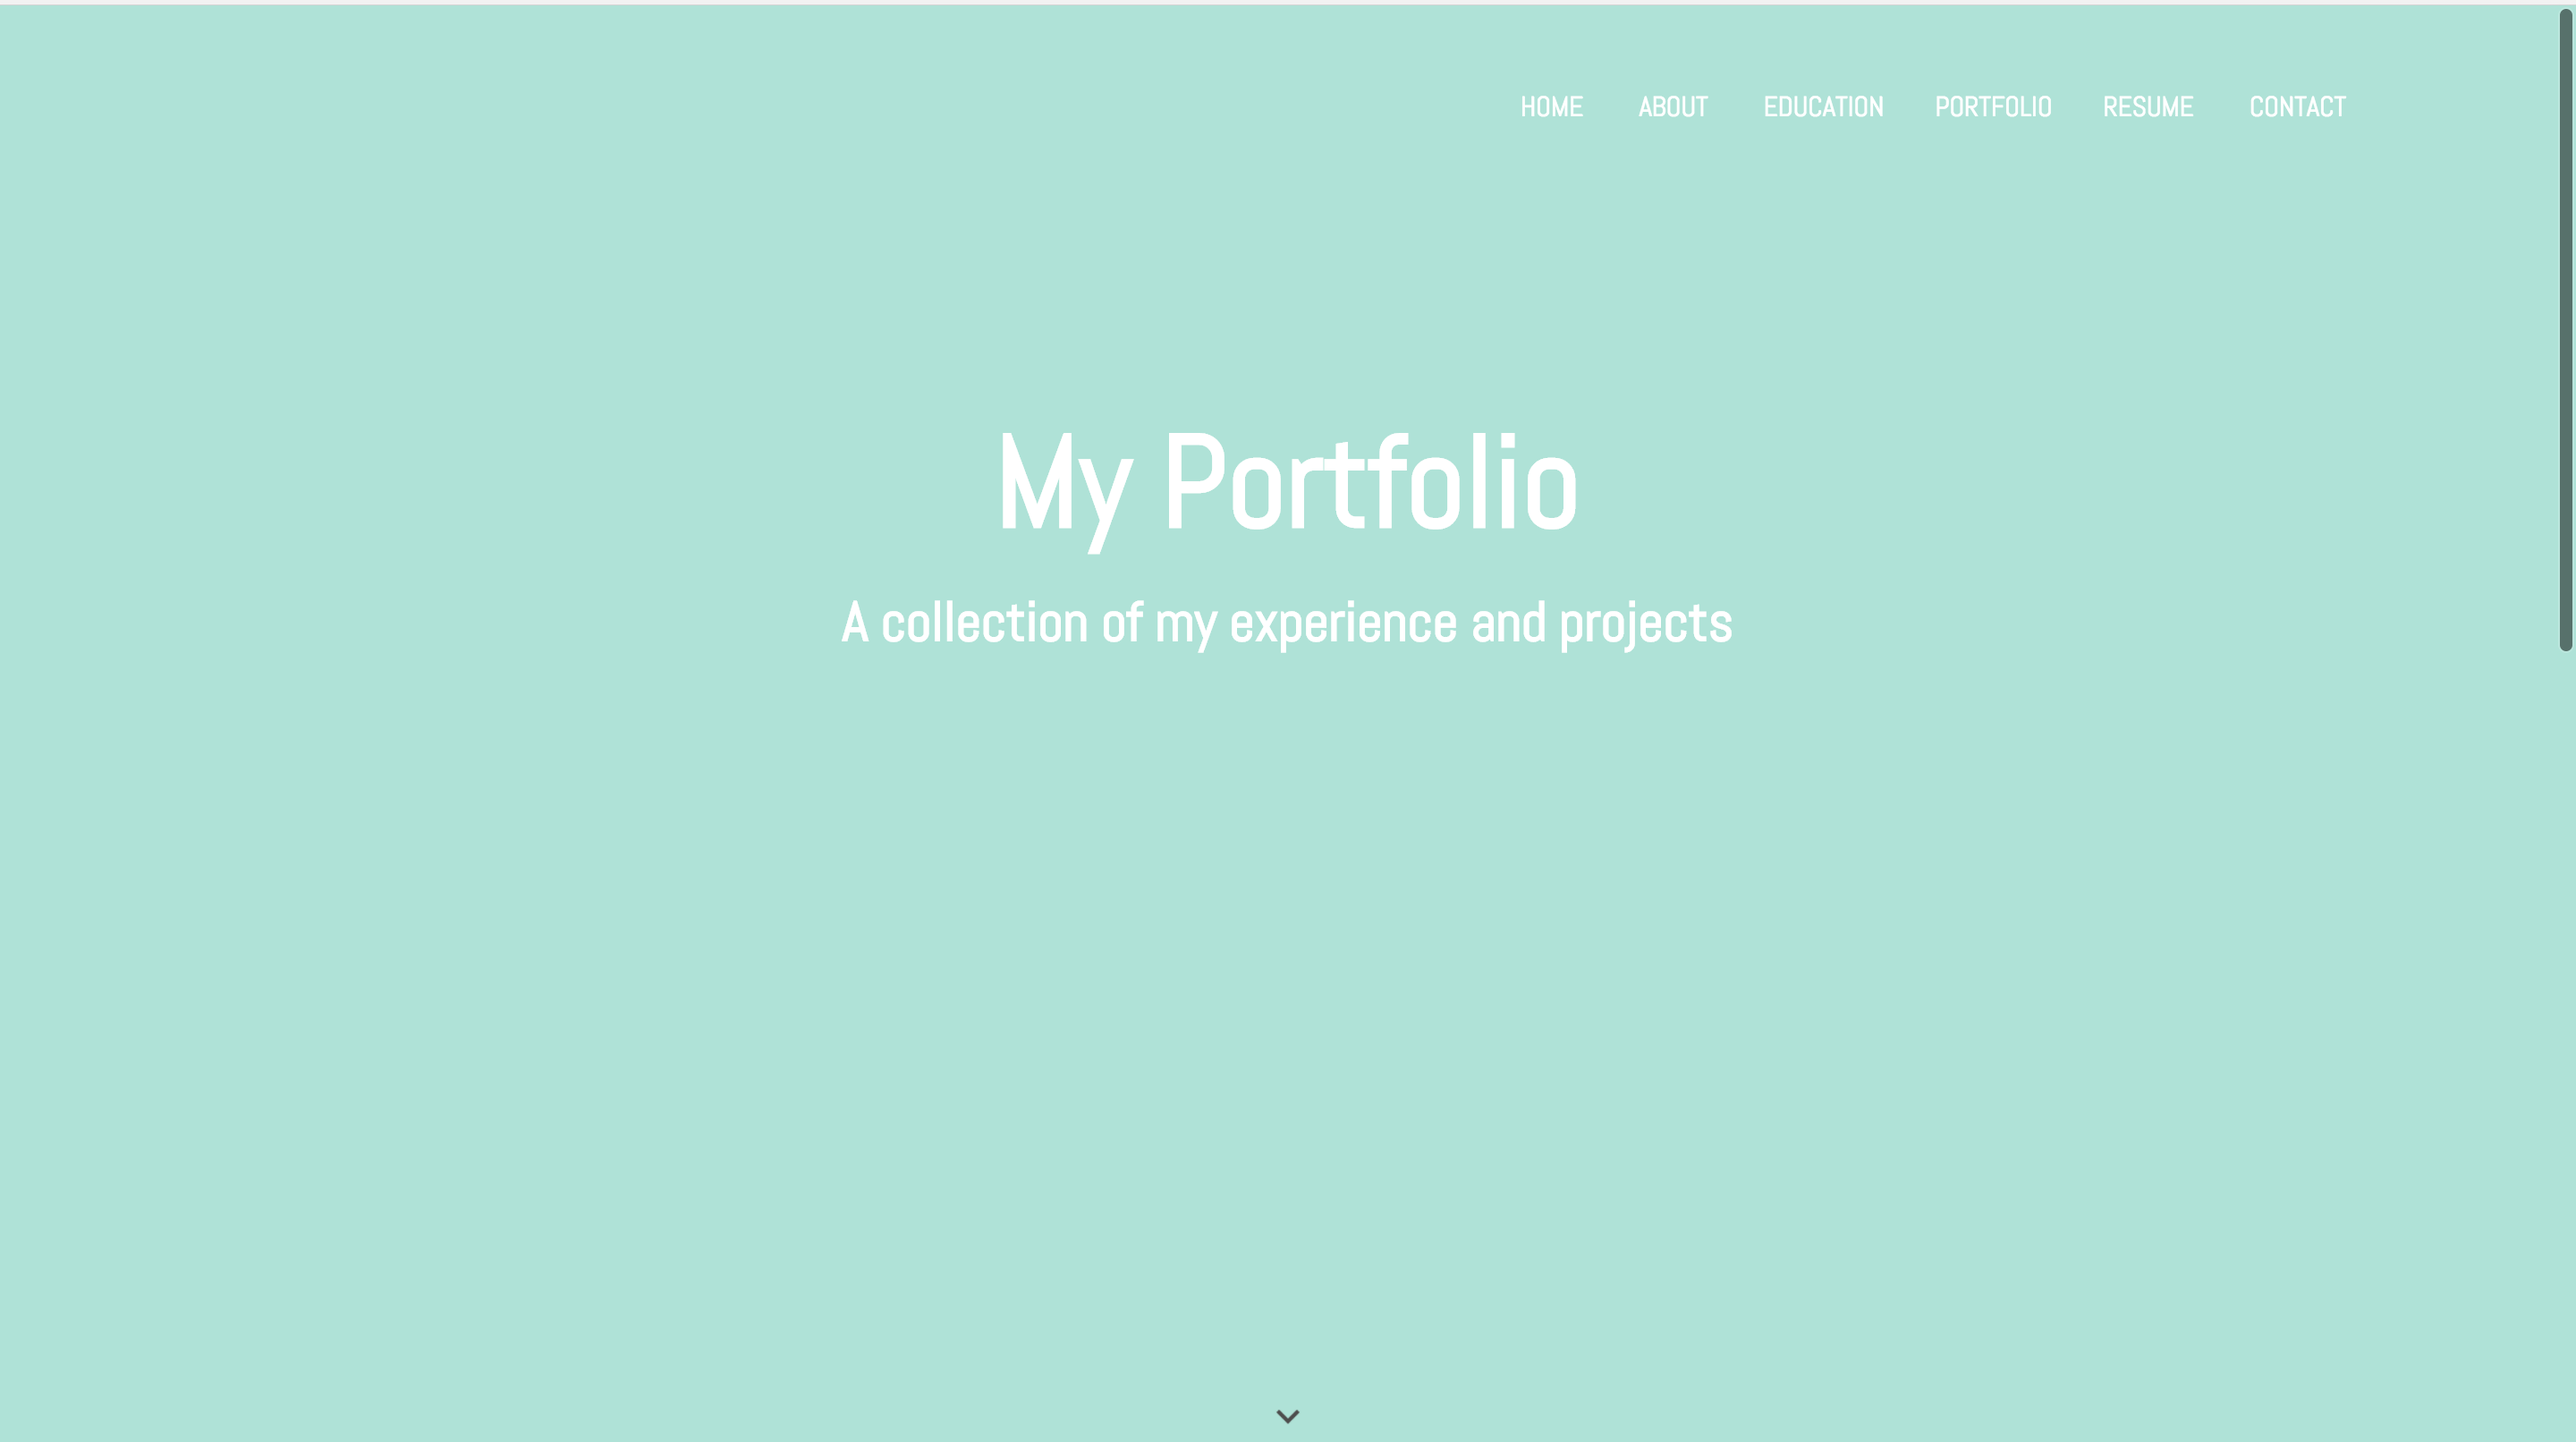 HOME ABOUT EDUCATION PORTFOLIO RESUME CONTACT
My Portfolio
A collection of my experience and projects